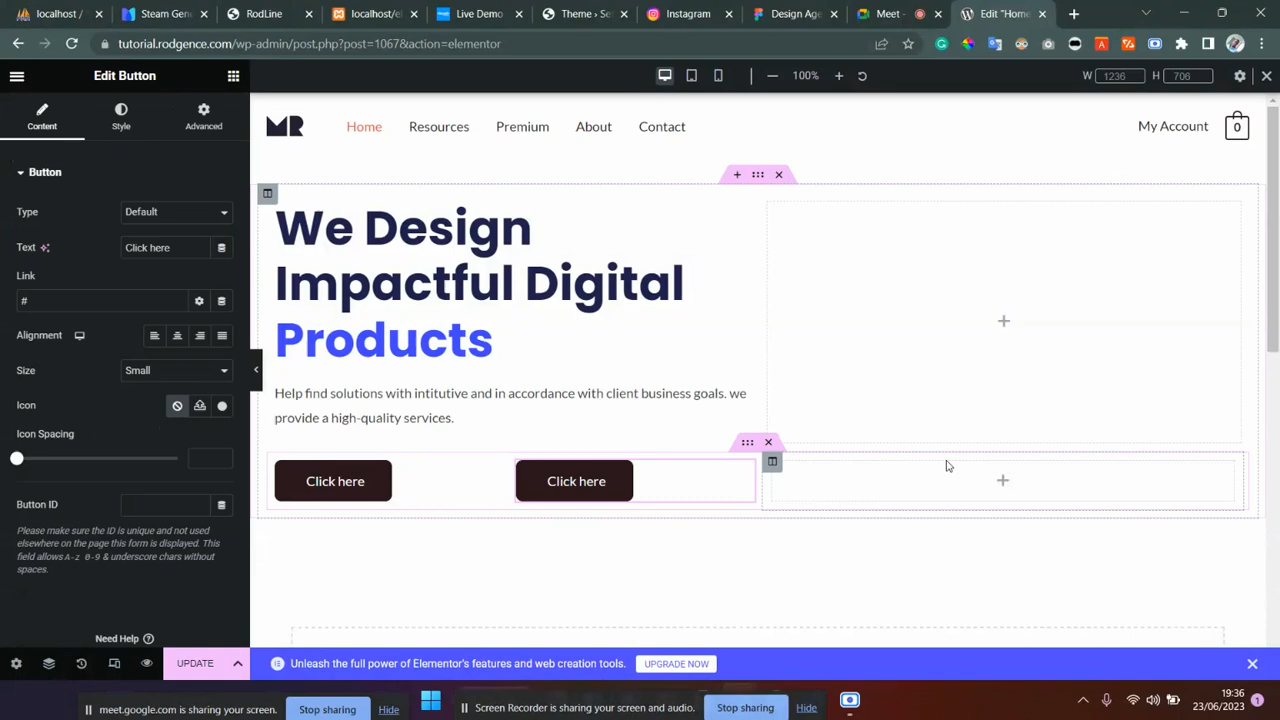 localhost /
Steam Gene
RodLine
localhost/el
Live Demo
Theme ‹ Sel
Instagram
Design Age
Meet -
Edit "Home
tutorial.rodgence.com/wp-admin/post.php?post=1067&action=elementor
Edit Button
100%
W 1236 H 706
Content
Style
Advanced
MR
Home
Resources
Premium
About
Contact
My Account
0
Button
Type
Default
Text
Click here
Link
#
Alignment
Size
Small
Icon
Icon Spacing
Button ID
Please make sure the ID is unique and not used
elsewhere on the page this form is displayed. This
field allows A-z 0-9 & underscore chars without
spaces.
Need Help
We Design
Impactful Digital
Products
Help find solutions with intitutive and in accordance with client business goals. we
provide a high-quality services.
Click here
Click here
UPDATE
Unleash the full power of Elementor's features and web creation tools.
UPGRADE NOW
meet.google.com is sharing your screen.
Stop sharing
Hide
Screen Recorder is sharing your screen and audio.
Stop sharing
Hide
19:36
23/06/2023
1